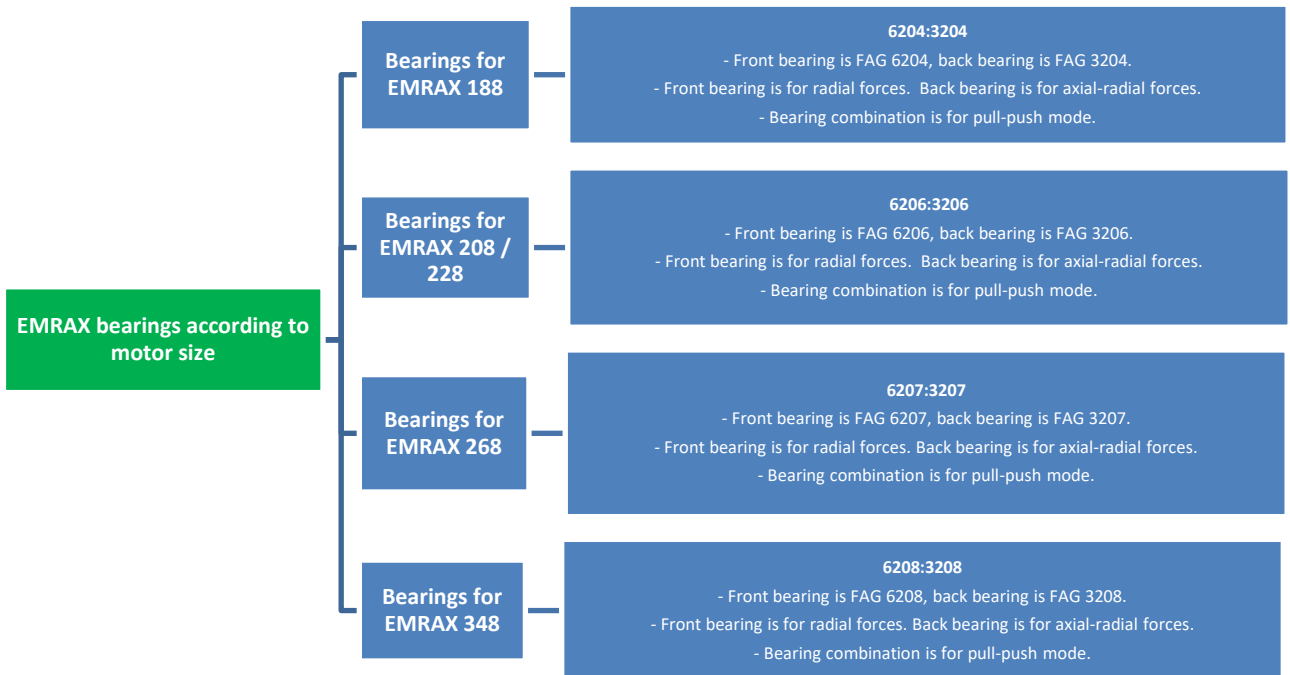 EMRAX bearings according to
motor size
Bearings for
EMRAX 188
6204:3204
- Front bearing is FAG 6204, back bearing is FAG 3204.
- Front bearing is for radial forces.  Back bearing is for axial-radial forces.
- Bearing combination is for pull-push mode.
Bearings for
EMRAX 208 /
228
6206:3206
- Front bearing is FAG 6206, back bearing is FAG 3206.
- Front bearing is for radial forces.  Back bearing is for axial-radial forces.
- Bearing combination is for pull-push mode.
Bearings for
EMRAX 268
6207:3207
- Front bearing is FAG 6207, back bearing is FAG 3207.
- Front bearing is for radial forces. Back bearing is for axial-radial forces.
- Bearing combination is for pull-push mode.
Bearings for
EMRAX 348
6208:3208
- Front bearing is FAG 6208, back bearing is FAG 3208.
- Front bearing is for radial forces. Back bearing is for axial-radial forces.
- Bearing combination is for pull-push mode.